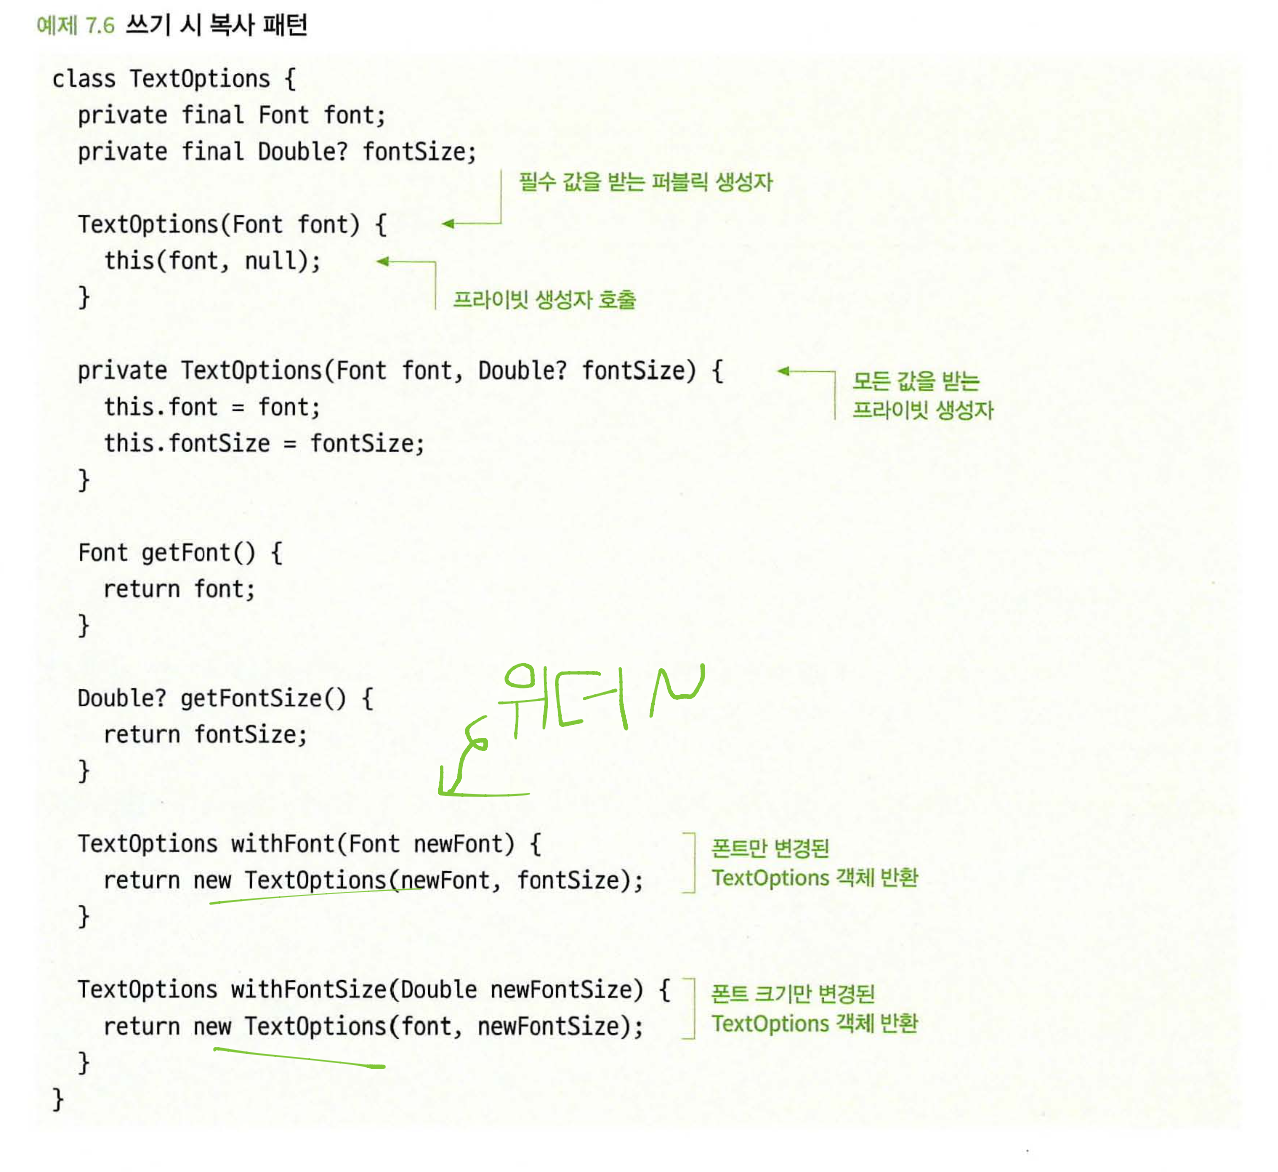 예제 7.6 쓰기 시 복사 패턴
class TextOptions {
private final Font font;
private final Double? fontSize;
필수 값을 받는 퍼블릭 생성자
TextOptions(Font font) {
this(font, null);
}
프라이빗 생성자 호출
private TextOptions(Font font, Double? fontSize) {
모든 값을 받는
프라이빗 생성자
this.font = font;
this.fontSize = fontSize;
}
Font getFont() {
return font;
}
위더
Double? getFontSize() {
return fontSize;
}
TextOptions withFont(Font newFont) {
return new TextOptions(newFont, fontSize);
}
폰트만 변경된
TextOptions 객체 반환
TextOptions withFontSize(Double newFontSize) {
return new TextOptions(font, newFontSize);
}
폰트 크기만 변경된
TextOptions 객체 반환
}